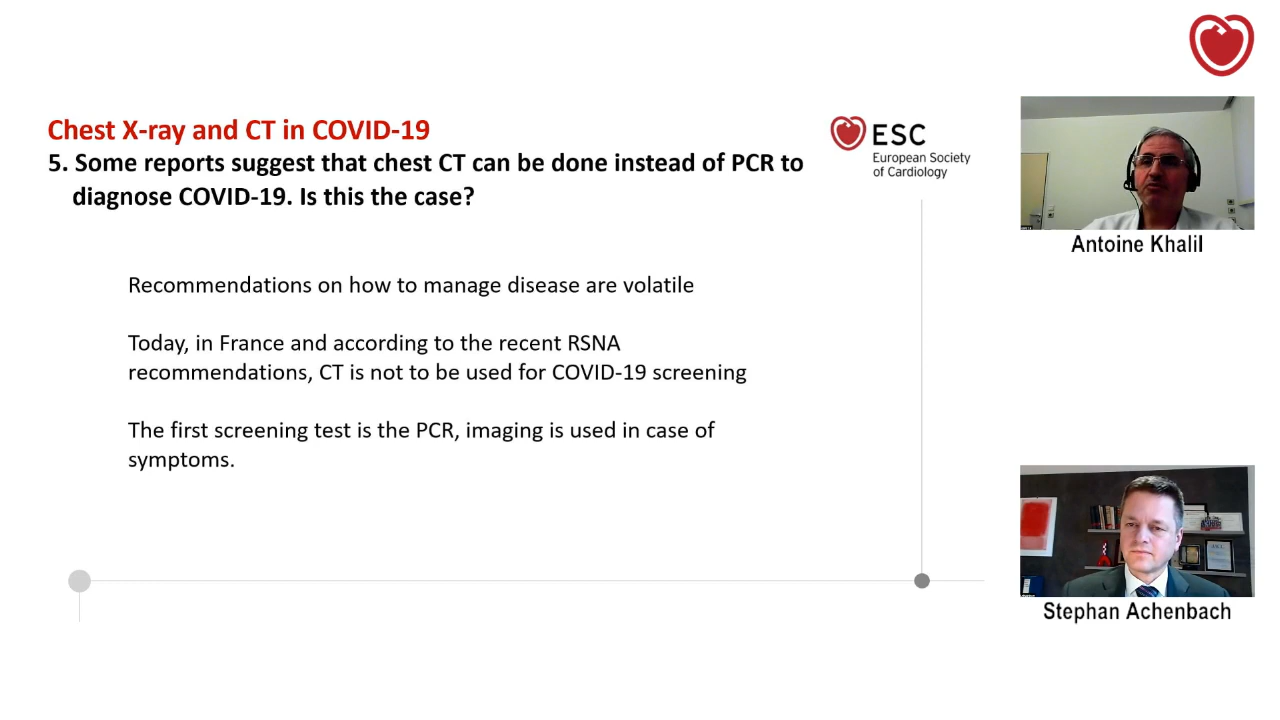 Chest X-ray and CT in COVID-19
5. Some reports suggest that chest CT can be done instead of PCR to
diagnose COVID-19. Is this the case?
ESC
European Society
of Cardiology
Recommendations on how to manage disease are volatile
Today, in France and according to the recent RSNA
recommendations, CT is not to be used for COVID-19 screening
The first screening test is the PCR, imaging is used in case of
symptoms.
Antoine Khalil
Stephan Achenbach